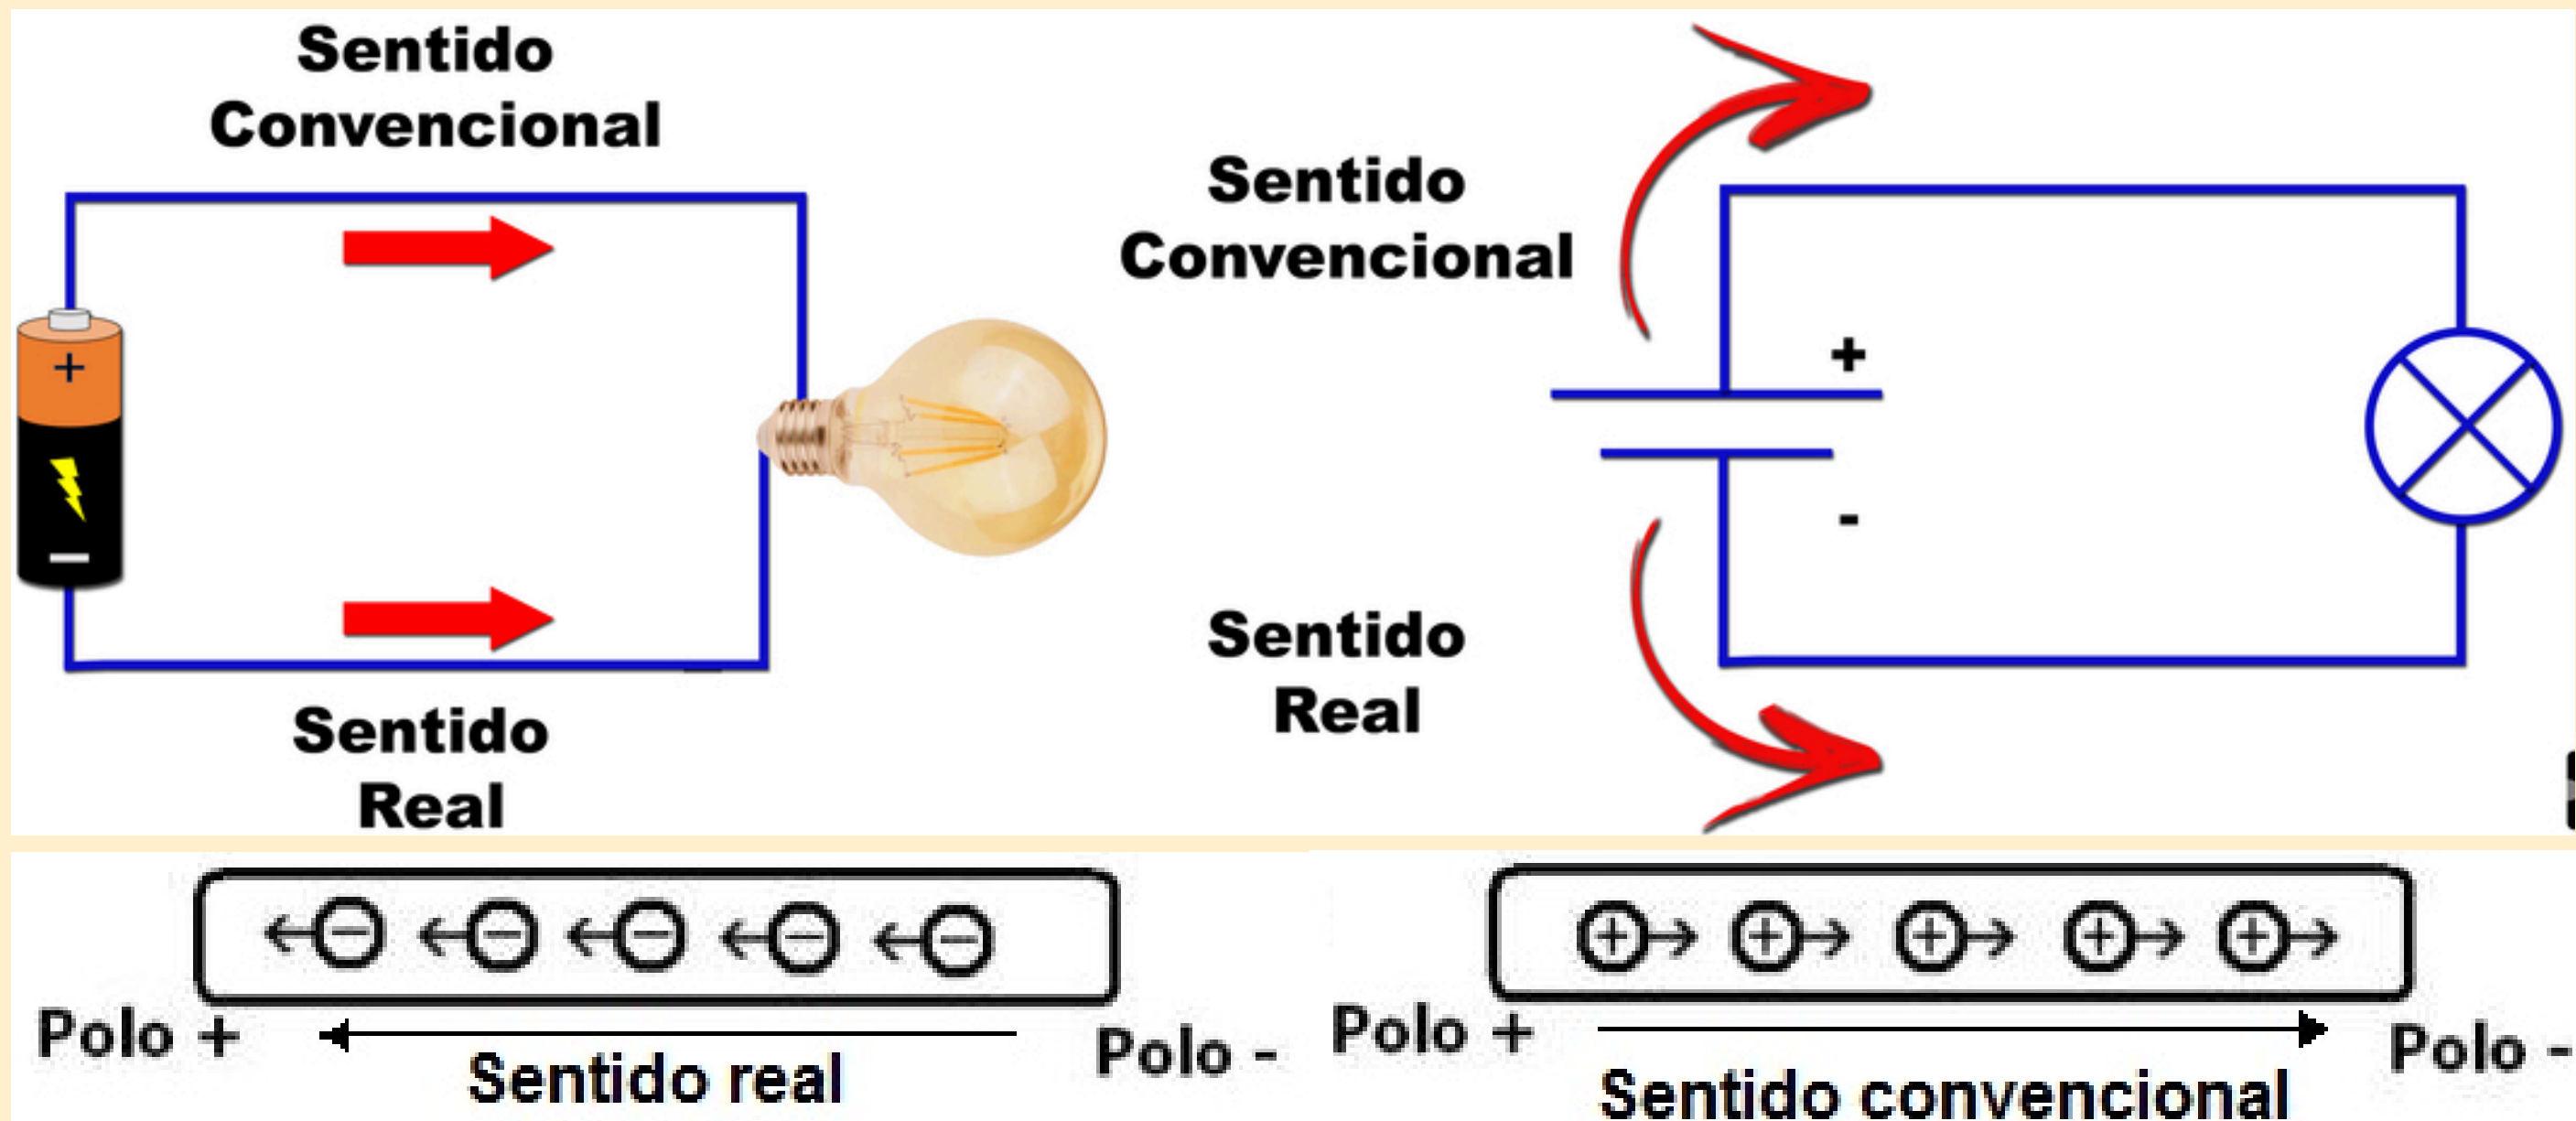 Sentido
Convencional
+
−
Sentido
Real
Sentido
Convencional
+
-
Sentido
Real
− − − − −
Polo +
Polo -
Sentido real
+ + + + +
Polo +
Polo -
Sentido convencional